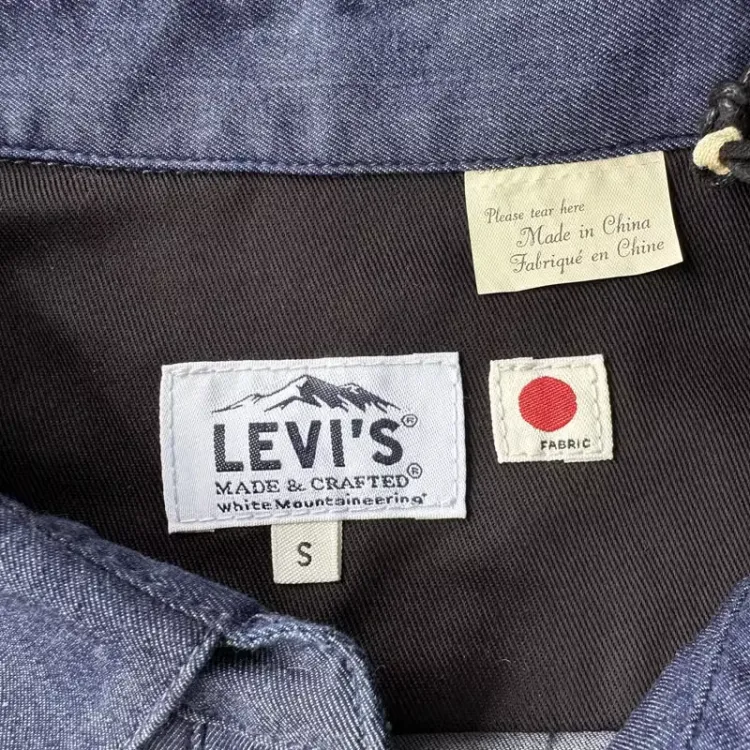 Please tear here
Made in China
Fabriqué en Chine
LEVI'S®
MADE & CRAFTED®
White Mountaineering®
S
FABRIC